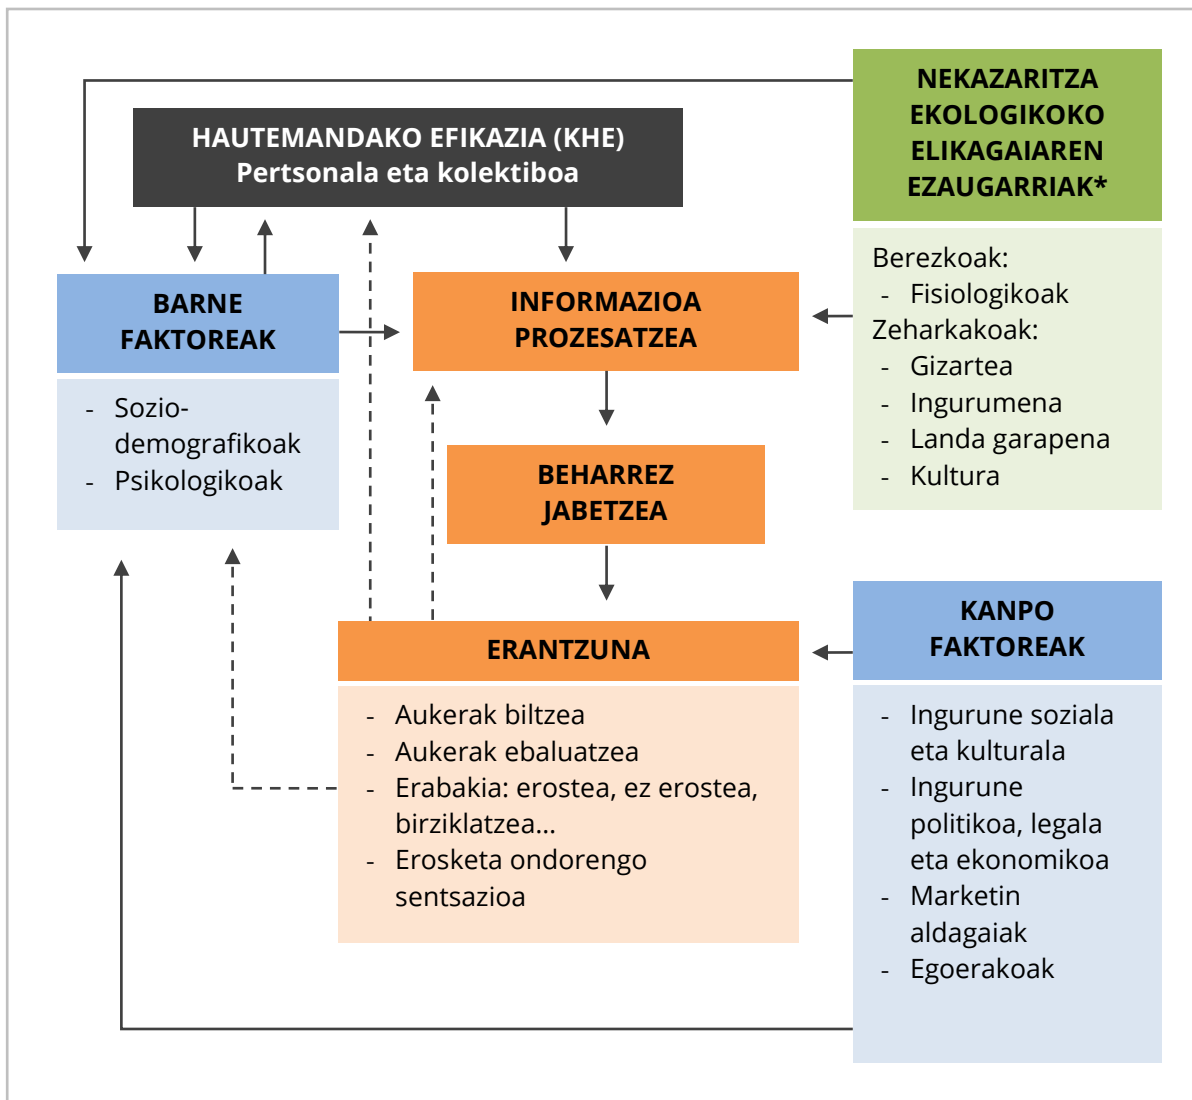 HAUTEMANDAKO EFIKAZIA (KHE)
Pertsonala eta kolektiboa
NEKAZARITZA
EKOLOGIKOKO
ELIKAGAIAREN
EZAUGARRIAK*
Berezkoak:
- Fisiologikoak
Zeharkakoak:
- Gizartea
- Ingurumena
- Landa garapena
- Kultura
BARNE
FAKTOREAK
- Sozio-
demografikoak
- Psikologikoak
INFORMAZIOA
PROZESATZEA
BEHARREZ
JABETZEA
ERANTZUNA
- Aukerak biltzea
- Aukerak ebaluatzea
- Erabakia: erostea, ez erostea,
birziklatzea...
- Erosketa ondorengo
sentsazioa
KANPO
FAKTOREAK
- Ingurune soziala
eta kulturala
- Ingurune
politikoa, legala
eta ekonomikoa
- Marketin
aldagaiak
- Egoerakoak